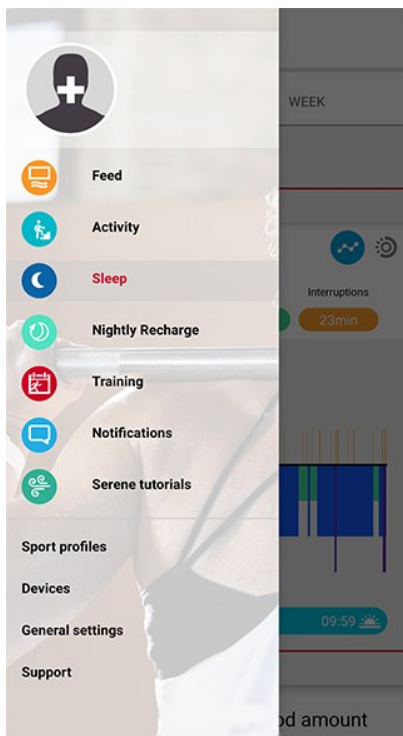 WEEK
Feed
Activity
Sleep
Interruptions
Nightly Recharge
23min
Training
Notifications
Serene tutorials
Sport profiles
Devices
General settings
09:59
Support
amount